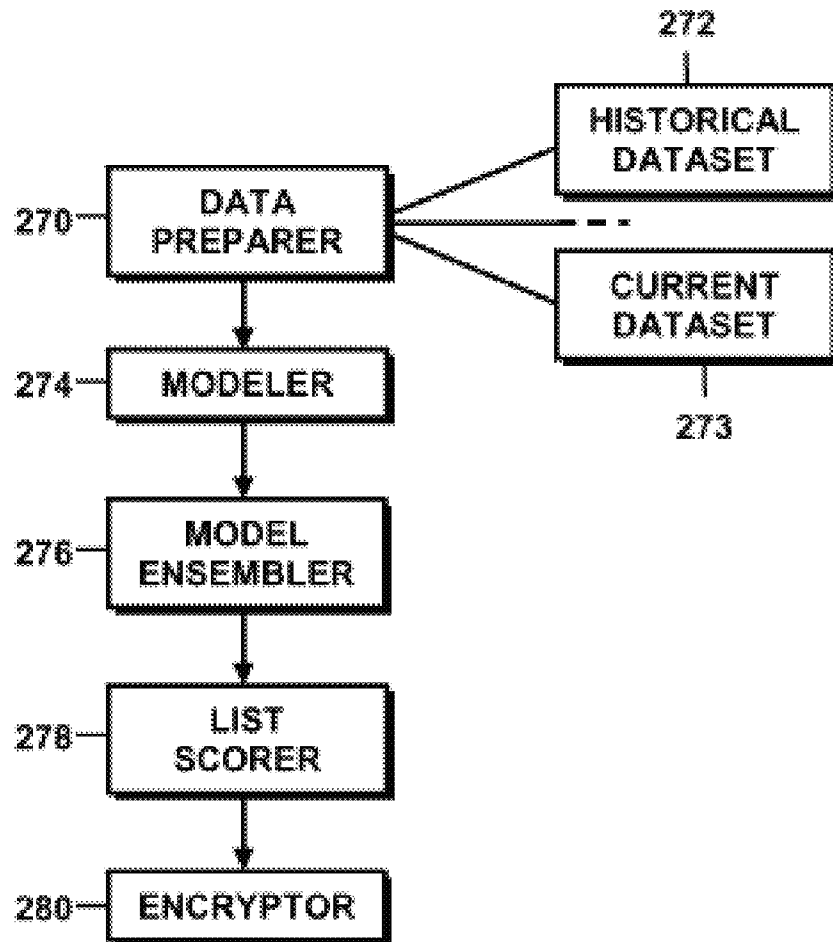 272
HISTORICAL
DATASET
270
DATA
PREPARER
CURRENT
DATASET
273
274
MODELER
276
MODEL
ENSEMBLER
278
LIST
SCORER
280
ENCRYPTOR